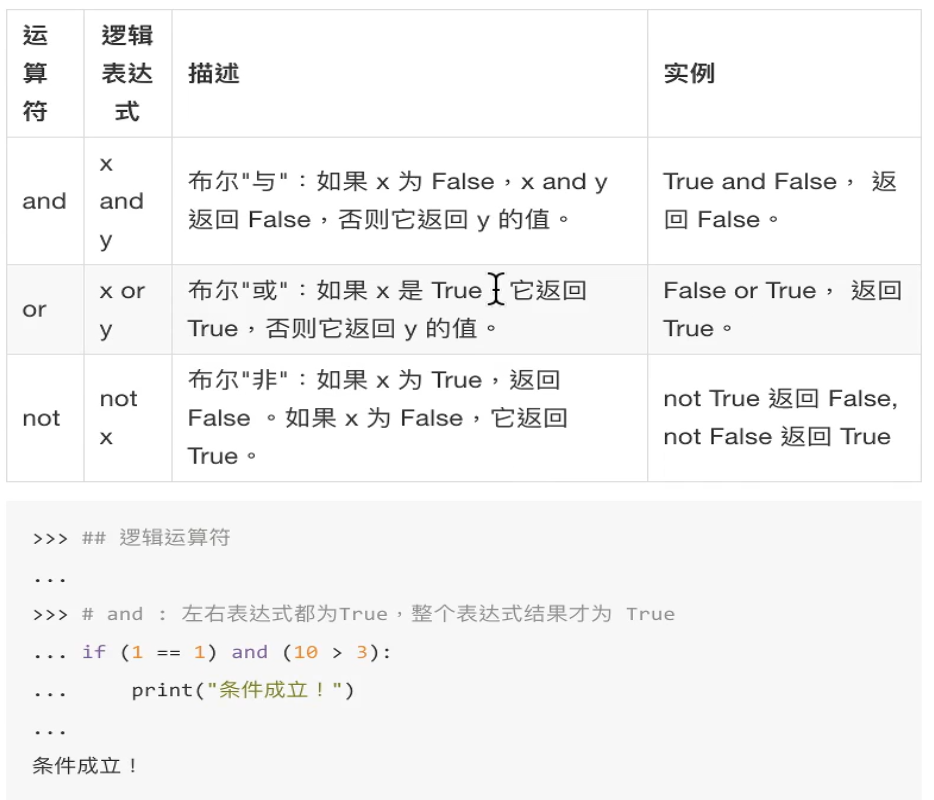 运算符
逻辑表达式
描述
实例
and
x and y
布尔"与"：如果 x 为 False，x and y
返回 False，否则它返回 y 的值。
True and False， 返
回 False。
or
x or y
布尔"或"：如果 x 是 True，它返回
True，否则它返回 y 的值。
False or True， 返回
True。
not
not x
布尔"非"：如果 x 为 True，返回
False 。如果 x 为 False，它返回
True。
not True 返回 False,
not False 返回 True
>>> ## 逻辑运算符
...
>>> # and : 左右表达式都为True，整个表达式结果才为 True
... if (1 == 1) and (10 > 3):
...     print("条件成立！")
...
条件成立！